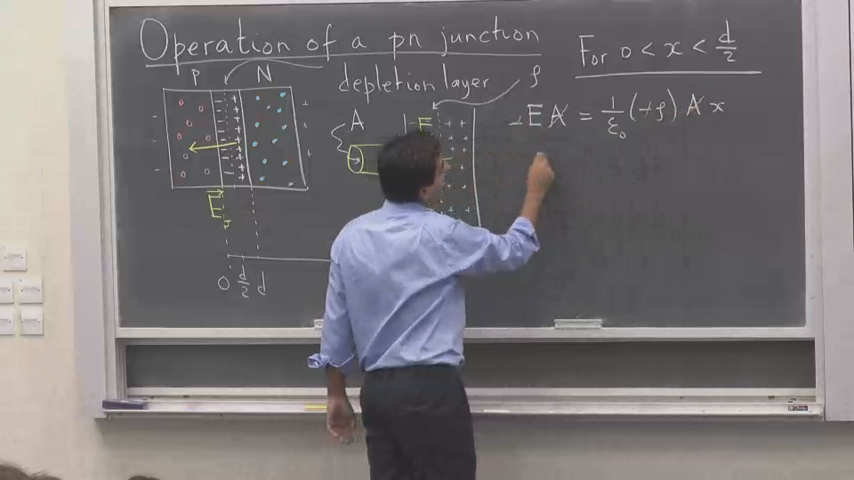 Operation of a pn junction
For 0 < x < d/2
P N
depletion layer ρ
A E
-EA = 1/ε₀ (-ρ) A x
E
0 d/2 d